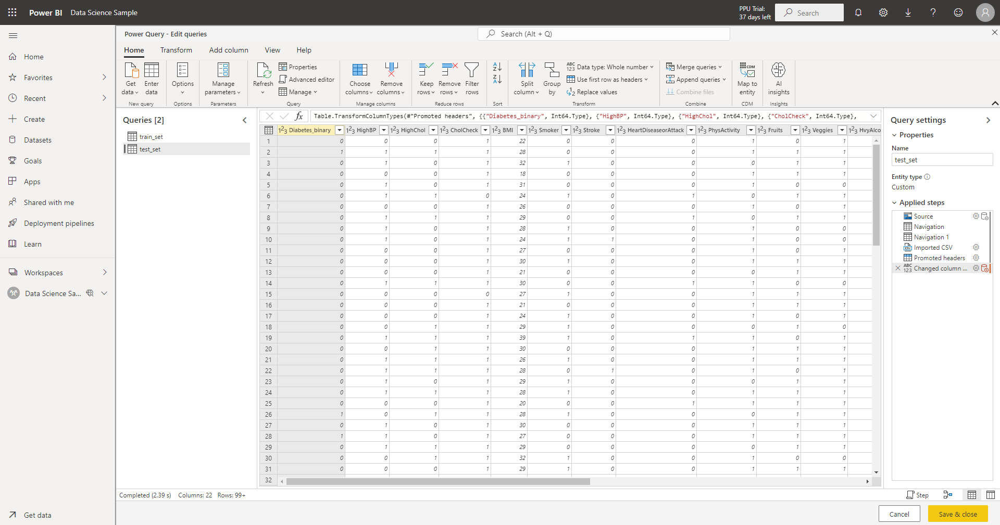 Power BI Data Science Sample
PPU Trial:
37 days left
Search
Home
Favorites
Recent
Create
Datasets
Goals
Apps
Shared with me
Deployment pipelines
Learn
Workspaces
Data Science Sa...
Get data
Power Query - Edit queries
Search (Alt + Q)
Home Transform Add column View Help
Get data
Enter data
New query
Options
Options
Manage parameters
Parameters
Refresh
Properties
Advanced editor
Manage
Query
Choose columns
Remove columns
Manage columns
Keep rows
Remove rows
Filter rows
Reduce rows
A
Z
Z
A
Sort
Split column
Group by
ABC
123 Data type: Whole number
Use first row as headers
1
2 Replace values
Transform
Merge queries
Append queries
Combine files
Combine
CDM
Map to entity
CDM
AI insights
Insights
Queries [2]
train_set
test_set
fx Table.TransformColumnTypes(#"Promoted headers", {{"Diabetes_binary", Int64.Type}, {"HighBP", Int64.Type}, {"HighChol", Int64.Type}, {"CholCheck", Int64.Type},
123 Diabetes_binary 123 HighBP 123 HighChol 123 CholCheck 123 BMI 123 Smoker 123 Stroke 123 HeartDiseaseorAttack 123 PhysActivity 123 Fruits 123 Veggies 123 HvyAlco
1 0 0 0 1 22 0 0 0 1 0 1
2 1 1 1 1 28 0 0 0 1 1 1
3 0 1 0 1 32 1 0 0 0 1 1
4 0 0 0 1 18 0 0 0 1 1 1
5 0 1 0 1 31 0 0 0 1 0 0
6 0 1 1 0 24 1 0 1 0 1 1
7 0 0 0 1 26 0 0 0 1 0 1
8 0 1 1 1 29 0 0 1 0 1 1
9 0 1 0 1 28 1 0 0 1 0 0
10 0 1 0 1 24 1 1 0 1 0 0
11 0 0 0 1 27 0 0 0 1 0 1
12 0 0 0 1 30 1 0 0 1 1 1
13 0 0 0 1 21 0 0 0 0 1 1
14 0 1 1 1 30 0 0 1 1 0 0
15 0 0 0 0 27 1 0 0 1 0 1
16 0 0 0 1 21 0 0 0 1 1 1
17 0 0 0 1 24 1 0 0 1 0 1
18 0 0 1 1 29 1 0 0 0 1 0
19 0 1 1 1 39 1 0 1 1 0 1
20 0 0 1 1 30 0 0 0 1 1 1
21 0 1 1 1 26 1 0 0 1 1 1
22 0 1 1 1 28 0 1 0 1 0 1
23 0 1 0 1 29 1 0 0 0 1 1
24 0 1 1 1 28 1 0 0 1 1 1
25 0 0 0 1 20 0 0 1 1 1 1
26 1 0 1 1 28 1 0 0 0 1 1
27 0 1 0 1 30 0 0 0 1 1 1
28 1 1 0 1 27 0 0 0 1 1 1
29 0 1 1 1 29 0 0 0 0 1 1
30 0 0 1 1 32 1 0 0 1 0 0
31 0 0 0 1 29 1 0 0 1 1 1
32
Query settings
Properties
Name
test_set
Entity type
Custom
Applied steps
Source
Navigation
Navigation 1
CSV Imported CSV
Promoted headers
ABC
123 Changed column ...
Completed (2.39 s) Columns: 22 Rows: 99+
Step
Cancel Save & close